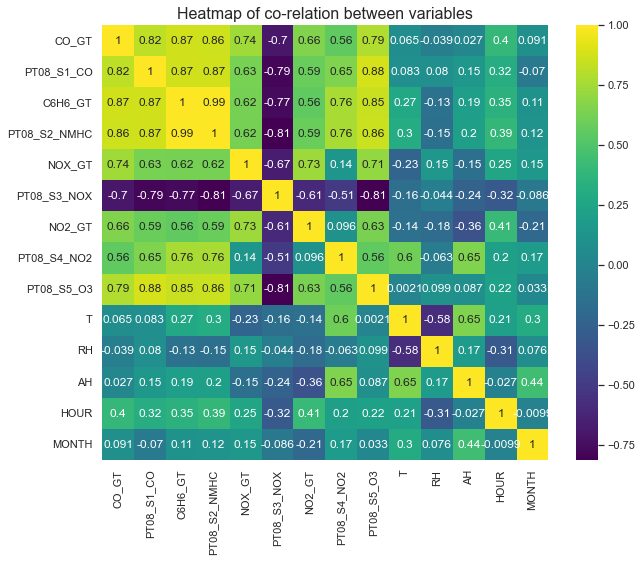 Heatmap of co-relation between variables
CO_GT 1 0.82 0.87 0.86 0.74 -0.7 0.66 0.56 0.79 0.065 -0.039 0.027 0.4 0.091
PT08_S1_CO 0.82 1 0.87 0.87 0.63 -0.79 0.59 0.65 0.88 0.083 0.08 0.15 0.32 -0.07
C6H6_GT 0.87 0.87 1 0.99 0.62 -0.77 0.56 0.76 0.85 0.27 -0.13 0.19 0.35 0.11
PT08_S2_NMHC 0.86 0.87 0.99 1 0.62 -0.81 0.59 0.76 0.86 0.3 -0.15 0.2 0.39 0.12
NOX_GT 0.74 0.63 0.62 0.62 1 -0.67 0.73 0.14 0.71 -0.23 0.15 -0.15 0.25 0.15
PT08_S3_NOX -0.7 -0.79 -0.77 -0.81 -0.67 1 -0.61 -0.51 -0.81 -0.16 -0.044 -0.24 -0.32 -0.086
NO2_GT 0.66 0.59 0.56 0.59 0.73 -0.61 1 0.096 0.63 -0.14 -0.18 -0.36 0.41 -0.21
PT08_S4_NO2 0.56 0.65 0.76 0.76 0.14 -0.51 0.096 1 0.56 0.6 -0.063 0.65 0.2 0.17
PT08_S5_O3 0.79 0.88 0.85 0.86 0.71 -0.81 0.63 0.56 1 0.0021 0.099 0.087 0.22 0.033
T 0.065 0.083 0.27 0.3 -0.23 -0.16 -0.14 0.6 0.0021 1 -0.58 0.65 0.21 0.3
RH -0.039 0.08 -0.13 -0.15 0.15 -0.044 -0.18 -0.063 0.099 -0.58 1 0.17 -0.31 0.076
AH 0.027 0.15 0.19 0.2 -0.15 -0.24 -0.36 0.65 0.087 0.65 0.17 1 -0.027 0.44
HOUR 0.4 0.32 0.35 0.39 0.25 -0.32 0.41 0.2 0.22 0.21 -0.31 -0.027 1 -0.0099
MONTH 0.091 -0.07 0.11 0.12 0.15 -0.086 -0.21 0.17 0.033 0.3 0.076 0.44 -0.0099 1
CO_GT
PT08_S1_CO
C6H6_GT
PT08_S2_NMHC
NOX_GT
PT08_S3_NOX
NO2_GT
PT08_S4_NO2
PT08_S5_O3
T
RH
AH
HOUR
MONTH
1.00
0.75
0.50
0.25
0.00
-0.25
-0.50
-0.75